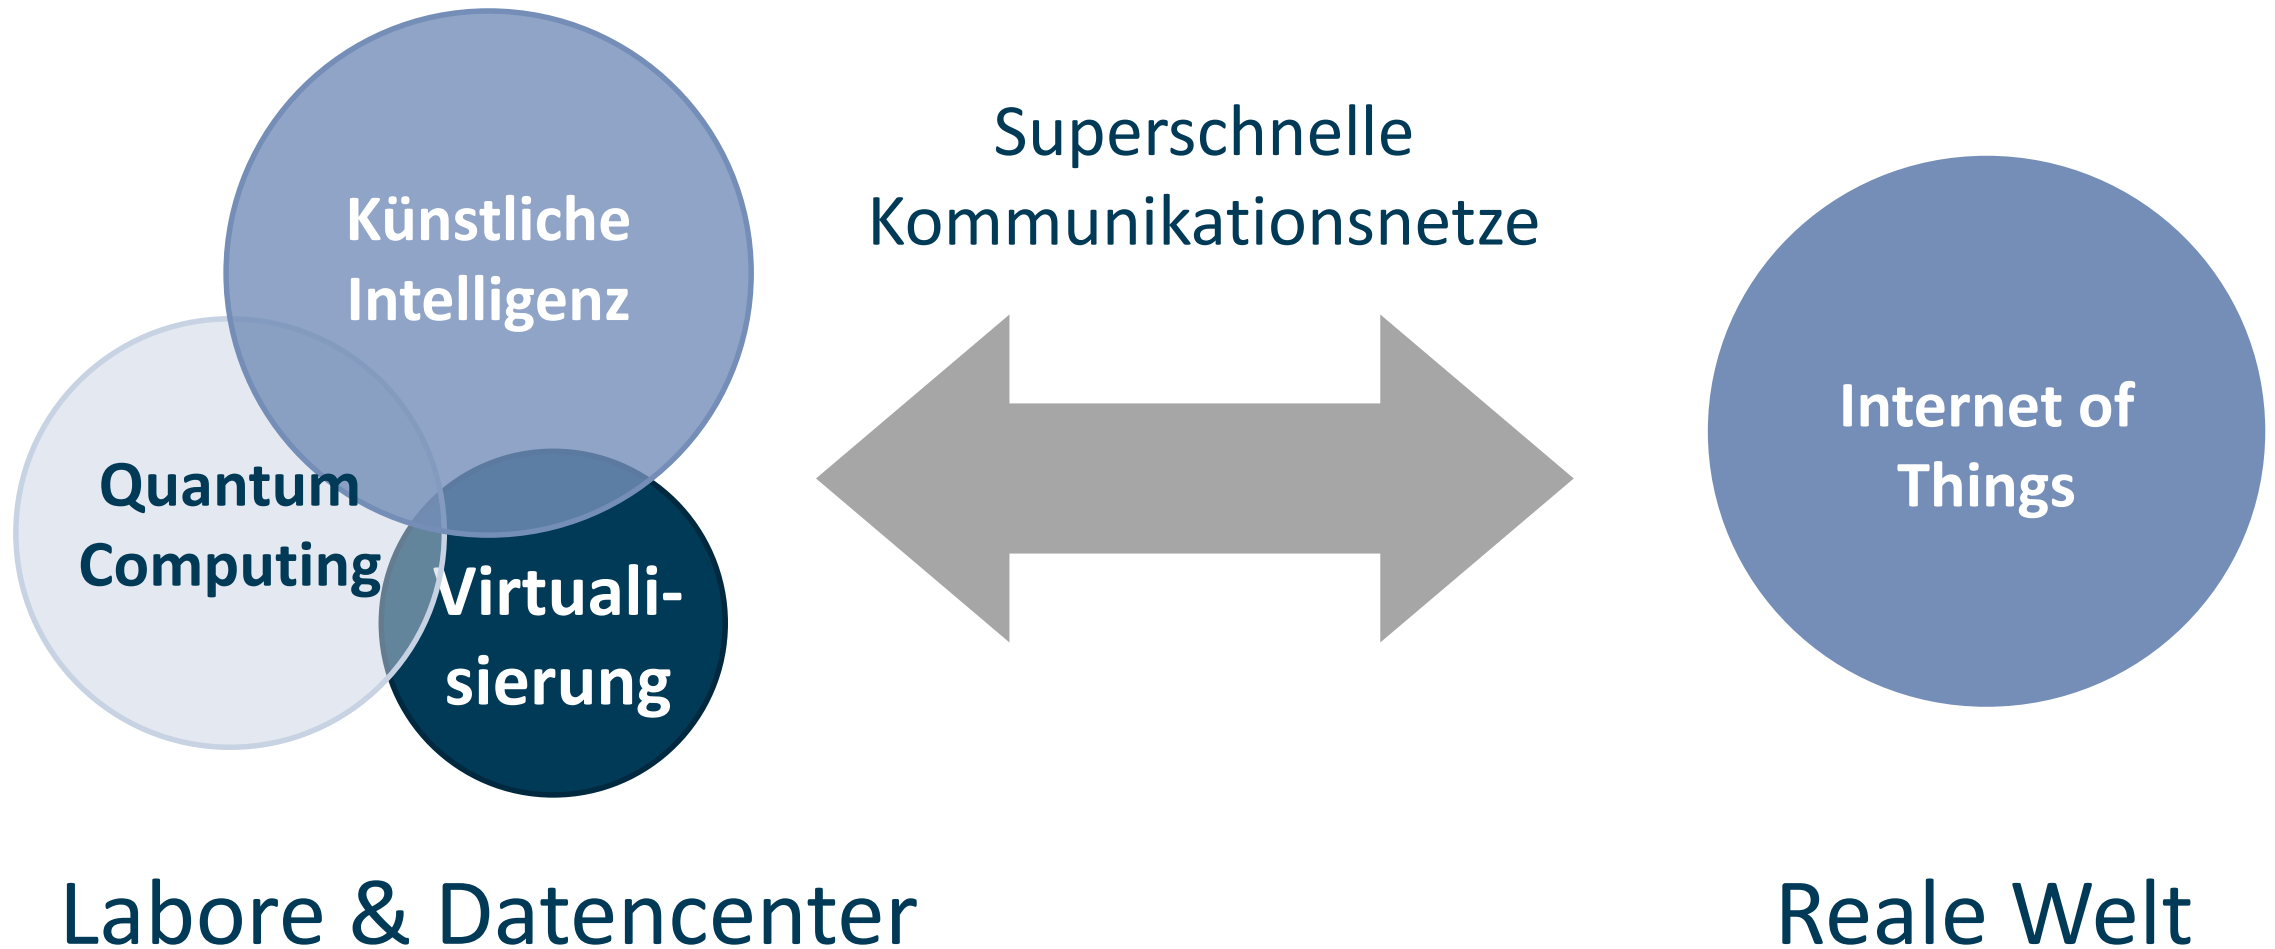 Künstliche
Intelligenz
Quantum
Computing
Virtuali-
sierung
Labore & Datencenter
Superschnelle
Kommunikationsnetze
Internet of
Things
Reale Welt